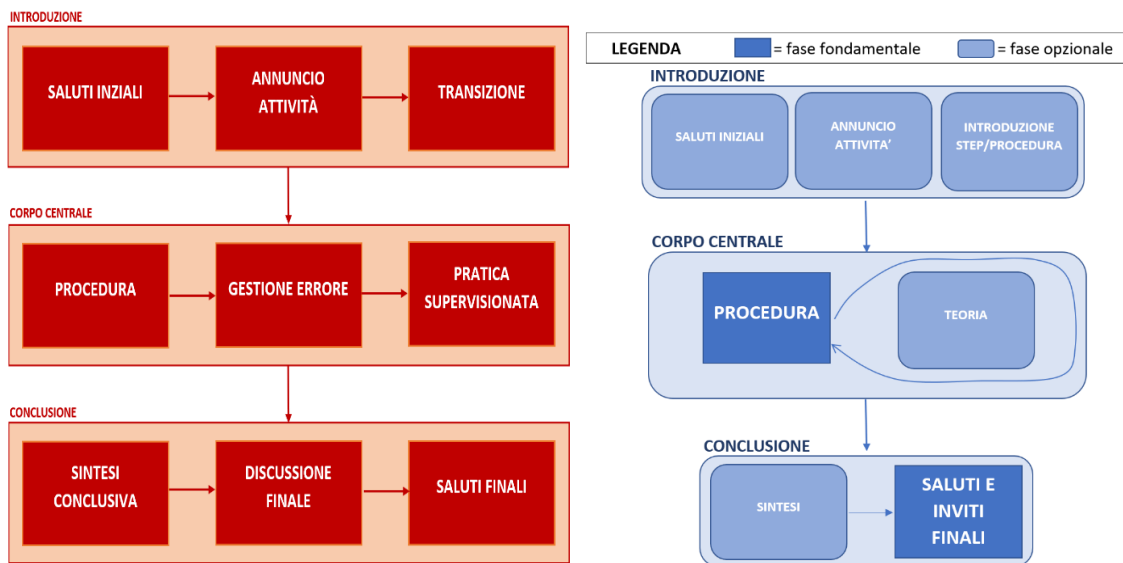 INTRODUZIONE
SALUTI INZIALI
ANNUNCIO
ATTIVITÀ
TRANSIZIONE
CORPO CENTRALE
PROCEDURA
GESTIONE ERRORE
PRATICA
SUPERVISIONATA
CONCLUSIONE
SINTESI
CONCLUSIVA
DISCUSSIONE
FINALE
SALUTI FINALI
LEGENDA
= fase fondamentale
= fase opzionale
INTRODUZIONE
SALUTI INIZIALI
ANNUNCIO
ATTIVITA’
INTRODUZIONE
STEP/PROCEDURA
CORPO CENTRALE
PROCEDURA
TEORIA
CONCLUSIONE
SINTESI
SALUTI E
INVITI
FINALI